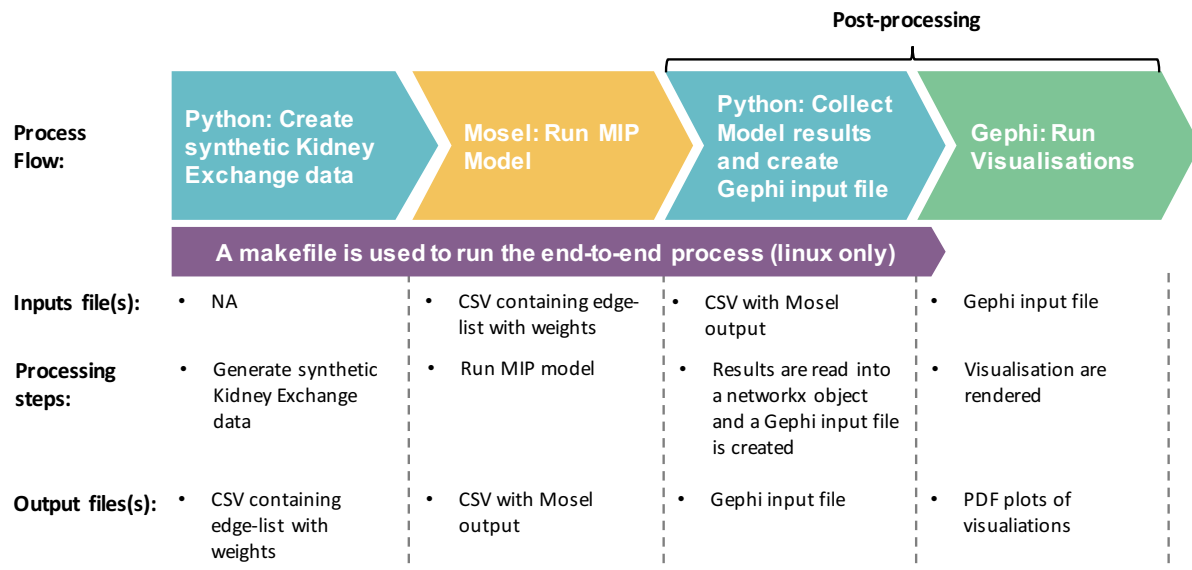 Post-processing
Process
Flow:
Python: Create
synthetic Kidney
Exchange data
Mosel: Run MIP
Model
Python: Collect
Model results
and create
Gephi input file
Gephi: Run
Visualisations
A makefile is used to run the end-to-end process (linux only)
Inputs file(s):
• NA
• CSV containing edge-
list with weights
• CSV with Mosel
output
• Gephi input file
Processing
steps:
• Generate synthetic
Kidney Exchange
data
• Run MIP model
• Results are read into
a networkx object
and a Gephi input file
is created
• Visualisation are
rendered
Output files(s):
• CSV containing
edge-list with
weights
• CSV with Mosel
output
• Gephi input file
• PDF plots of
visualiations